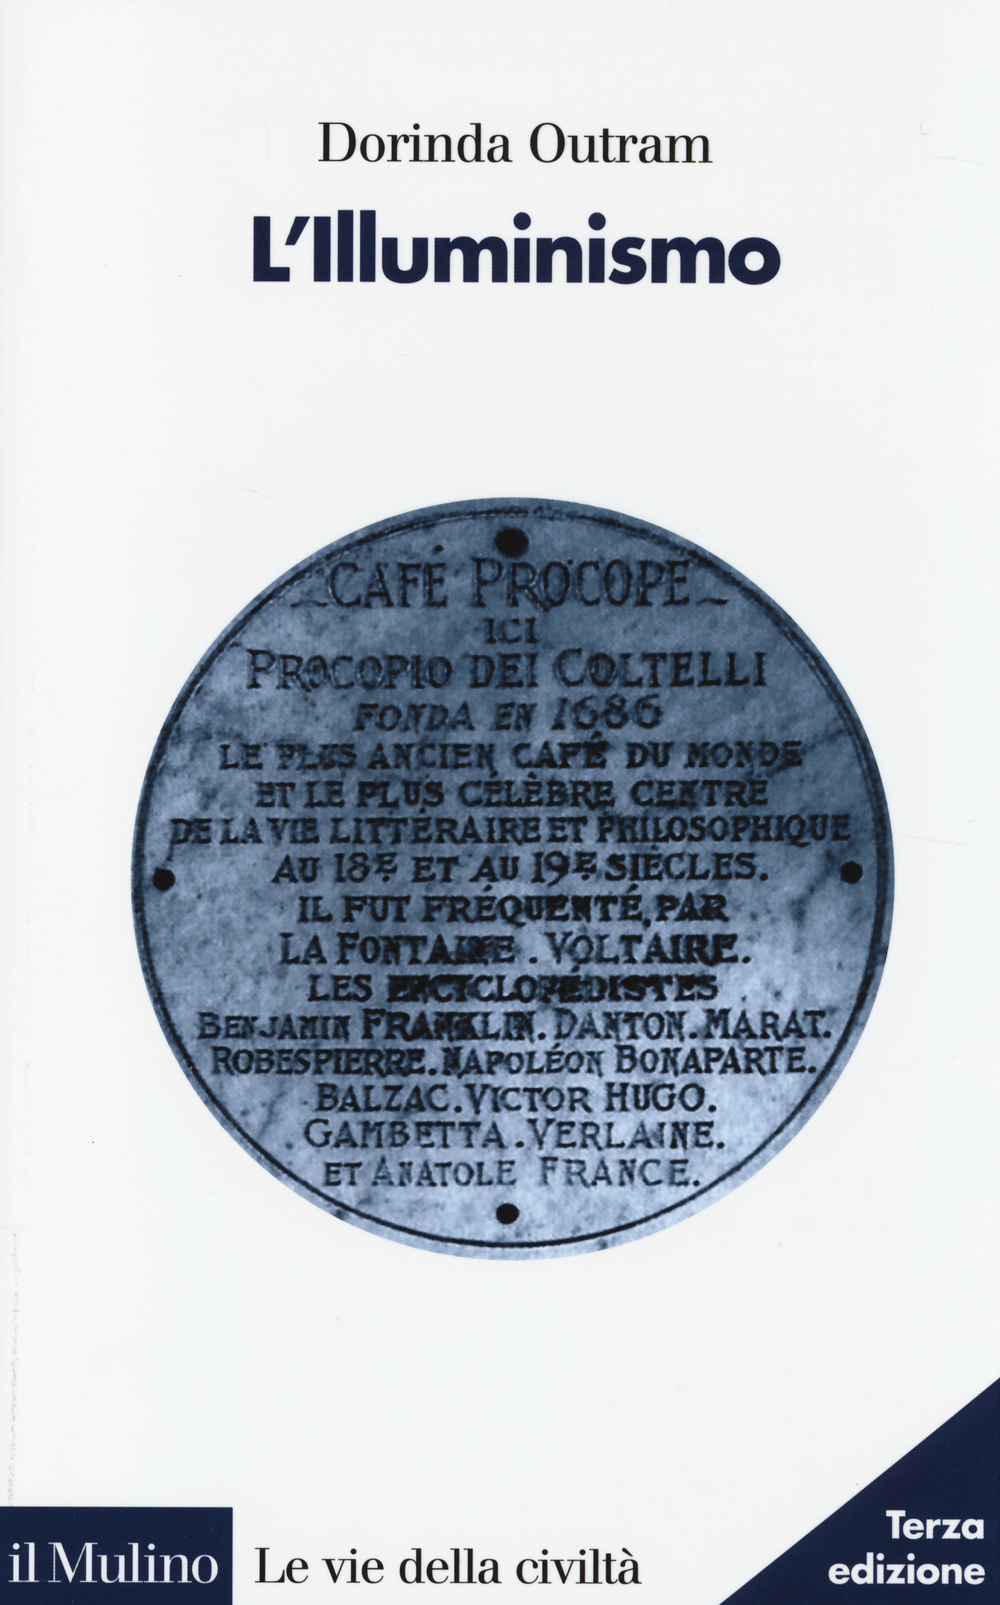 Dorinda Outram
L'Illuminismo
CAFÉ PROCOPE
ICI
PROCOPIO DEI COLTELLI
FONDA EN 1686
LE PLUS ANCIEN CAFÉ DU MONDE
ET LE PLUS CÉLÈBRE CENTRE
DE LA VIE LITTÉRAIRE ET PHILOSOPHIQUE
AU 18E ET AU 19E SIÈCLES.
IL FUT FRÉQUENTÉ PAR
LA FONTAINE. VOLTAIRE.
LES ENCYCLOPÉDISTES
BENJAMIN FRANKLIN. DANTON. MARAT.
ROBESPIERRE. NAPOLÉON BONAPARTE.
BALZAC. VICTOR HUGO.
GAMBETTA. VERLAINE.
ET ANATOLE FRANCE.
Terza
edizione
il Mulino Le vie della civiltà